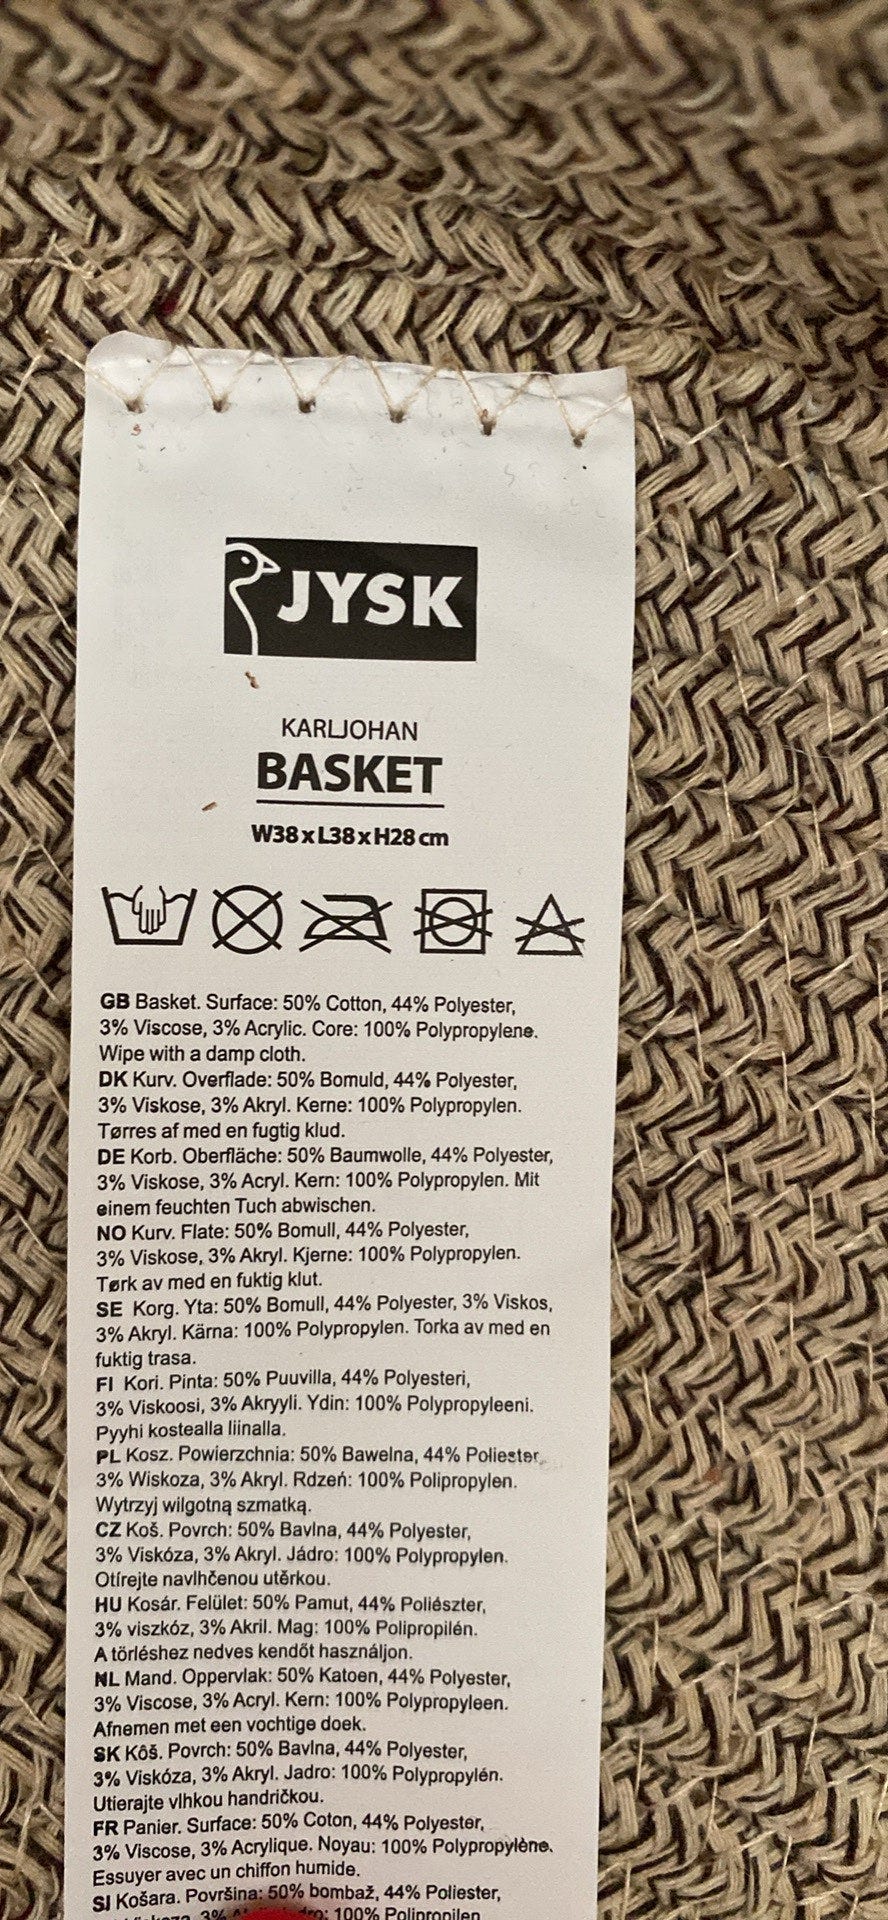 JYSK
KARLJOHAN
BASKET
W38 x L38 x H28 cm
GB Basket. Surface: 50% Cotton, 44% Polyester,
3% Viscose, 3% Acrylic. Core: 100% Polypropylene.
Wipe with a damp cloth.
DK Kurv. Overflade: 50% Bomuld, 44% Polyester,
3% Viskose, 3% Akryl. Kerne: 100% Polypropylen.
Tørres af med en fugtig klud.
DE Korb. Oberfläche: 50% Baumwolle, 44% Polyester,
3% Viskose, 3% Acryl. Kern: 100% Polypropylen. Mit
einem feuchten Tuch abwischen.
NO Kurv. Flate: 50% Bomull, 44% Polyester,
3% Viskose, 3% Akryl. Kjerne: 100% Polypropylen.
Tørk av med en fuktig klut.
SE Korg. Yta: 50% Bomull, 44% Polyester, 3% Viskos,
3% Akryl. Kärna: 100% Polypropylen. Torka av med en
fuktig trasa.
FI Kori. Pinta: 50% Puuvilla, 44% Polyesteri,
3% Viskoosi, 3% Akryyli. Ydin: 100% Polypropyleeni.
Pyyhi kostealla liinalla.
PL Kosz. Powierzchnia: 50% Bawełna, 44% Poliester,
3% Wiskoza, 3% Akryl. Rdzeń: 100% Polipropylen.
Wytrzyj wilgotną szmatką.
CZ Koš. Povrch: 50% Bavlna, 44% Polyester,
3% Viskóza, 3% Akryl. Jádro: 100% Polypropylen.
Otírejte navlhčenou utěrkou.
HU Kosár. Felület: 50% Pamut, 44% Poliészter,
3% viszkóz, 3% Akril. Mag: 100% Polipropilén.
A törléshez nedves kendőt használjon.
NL Mand. Oppervlak: 50% Katoen, 44% Polyester,
3% Viscose, 3% Acryl. Kern: 100% Polypropyleen.
Afnemen met een vochtige doek.
SK Kôš. Povrch: 50% Bavlna, 44% Polyester,
3% Viskóza, 3% Akryl. Jadro: 100% Polypropylén.
Utierajte vlhkou handričkou.
FR Panier. Surface: 50% Coton, 44% Polyester,
3% Viscose, 3% Acrylique. Noyau: 100% Polypropylène.
Essuyer avec un chiffon humide.
SI Košara. Površina: 50% bombaž, 44% Poliester,
3% 100% Polipropilen